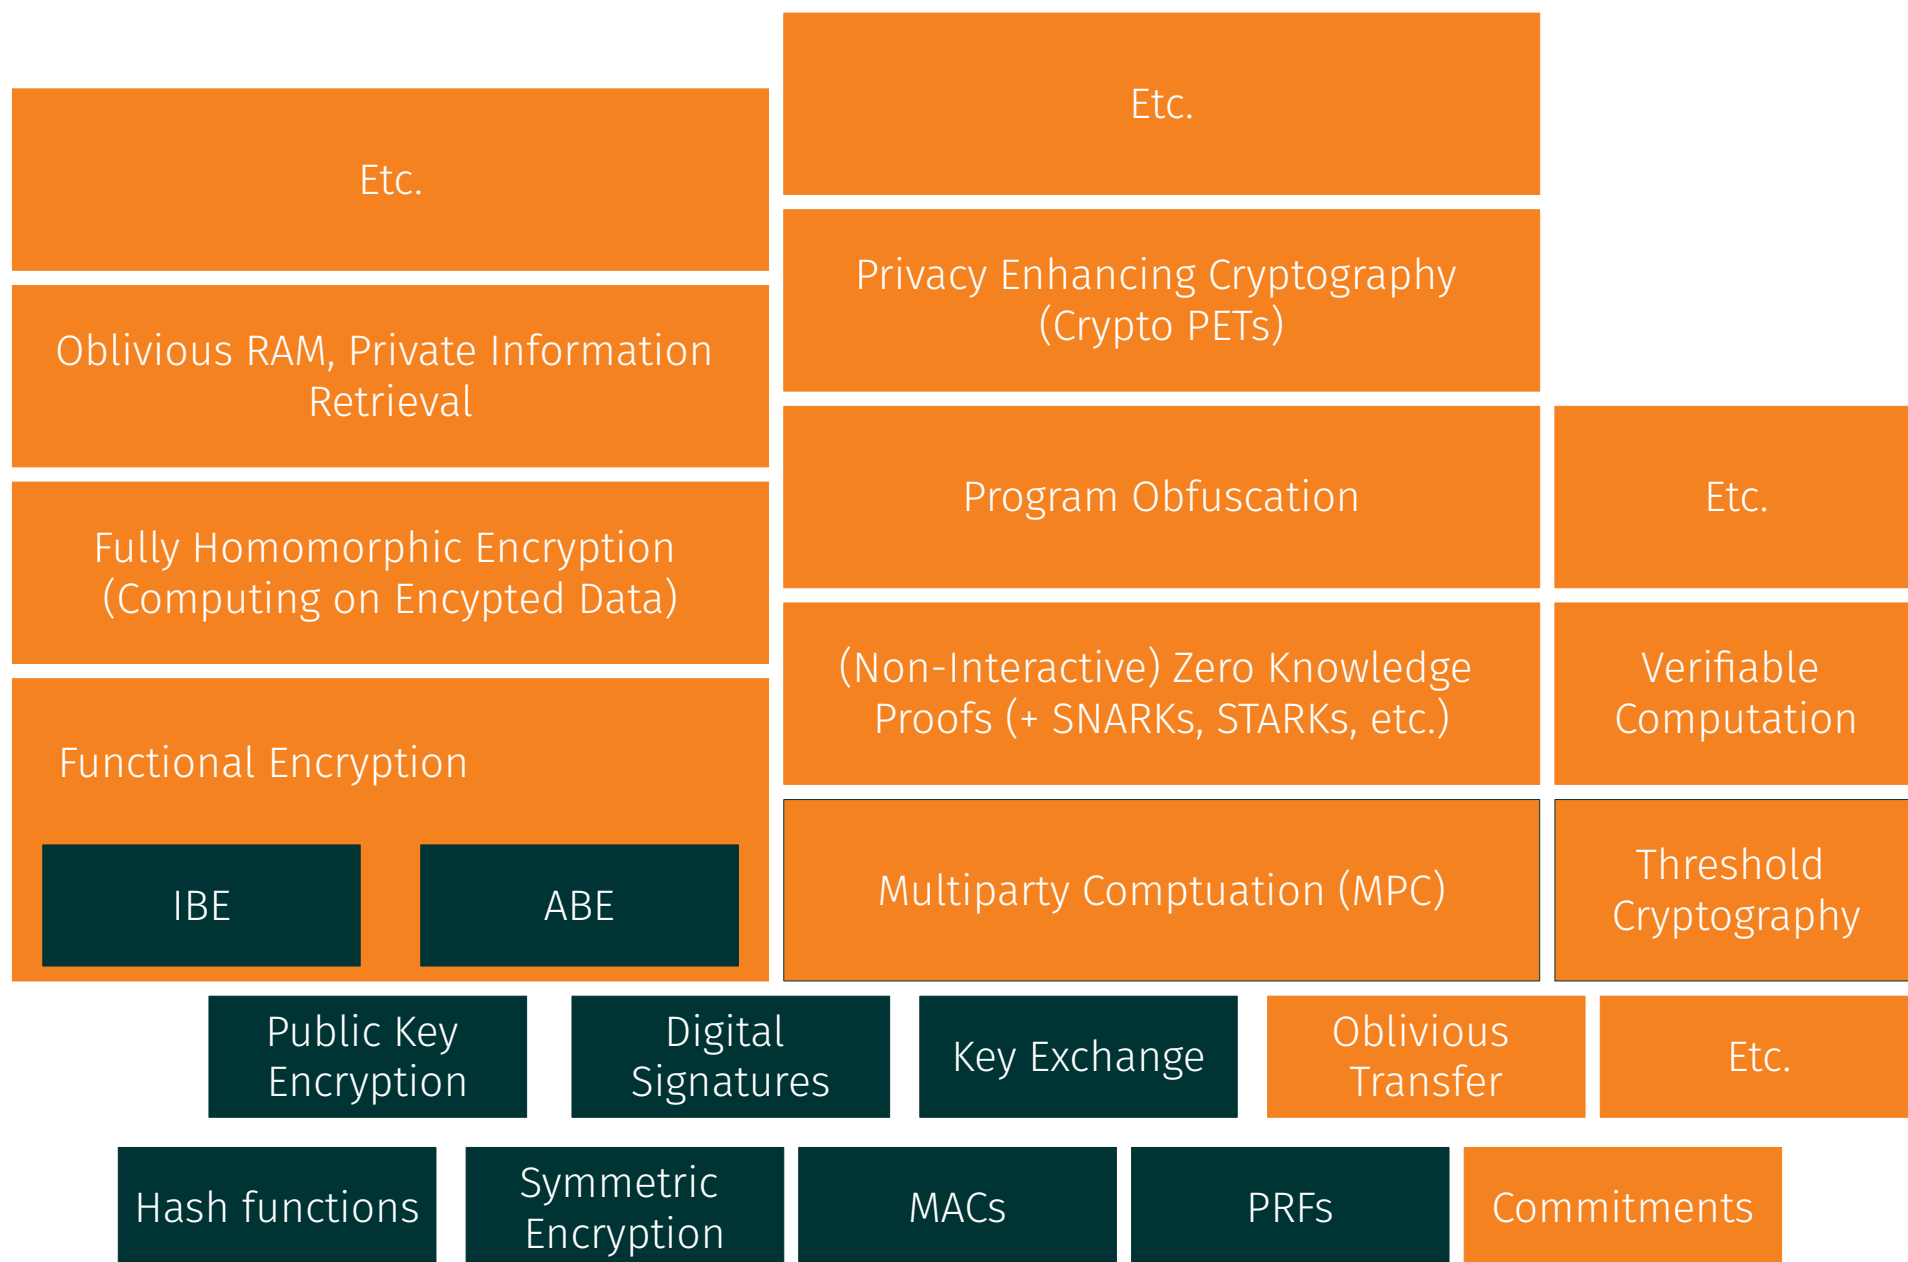 Etc.
Etc.
Privacy Enhancing Cryptography
(Crypto PETs)
Oblivious RAM, Private Information
Retrieval
Program Obfuscation
Etc.
Fully Homomorphic Encryption
(Computing on Encypted Data)
(Non-Interactive) Zero Knowledge
Proofs (+ SNARKs, STARKs, etc.)
Verifiable
Computation
Functional Encryption
IBE
ABE
Multiparty Comptuation (MPC)
Threshold
Cryptography
Public Key
Encryption
Digital
Signatures
Key Exchange
Oblivious
Transfer
Etc.
Hash functions
Symmetric
Encryption
MACs
PRFs
Commitments